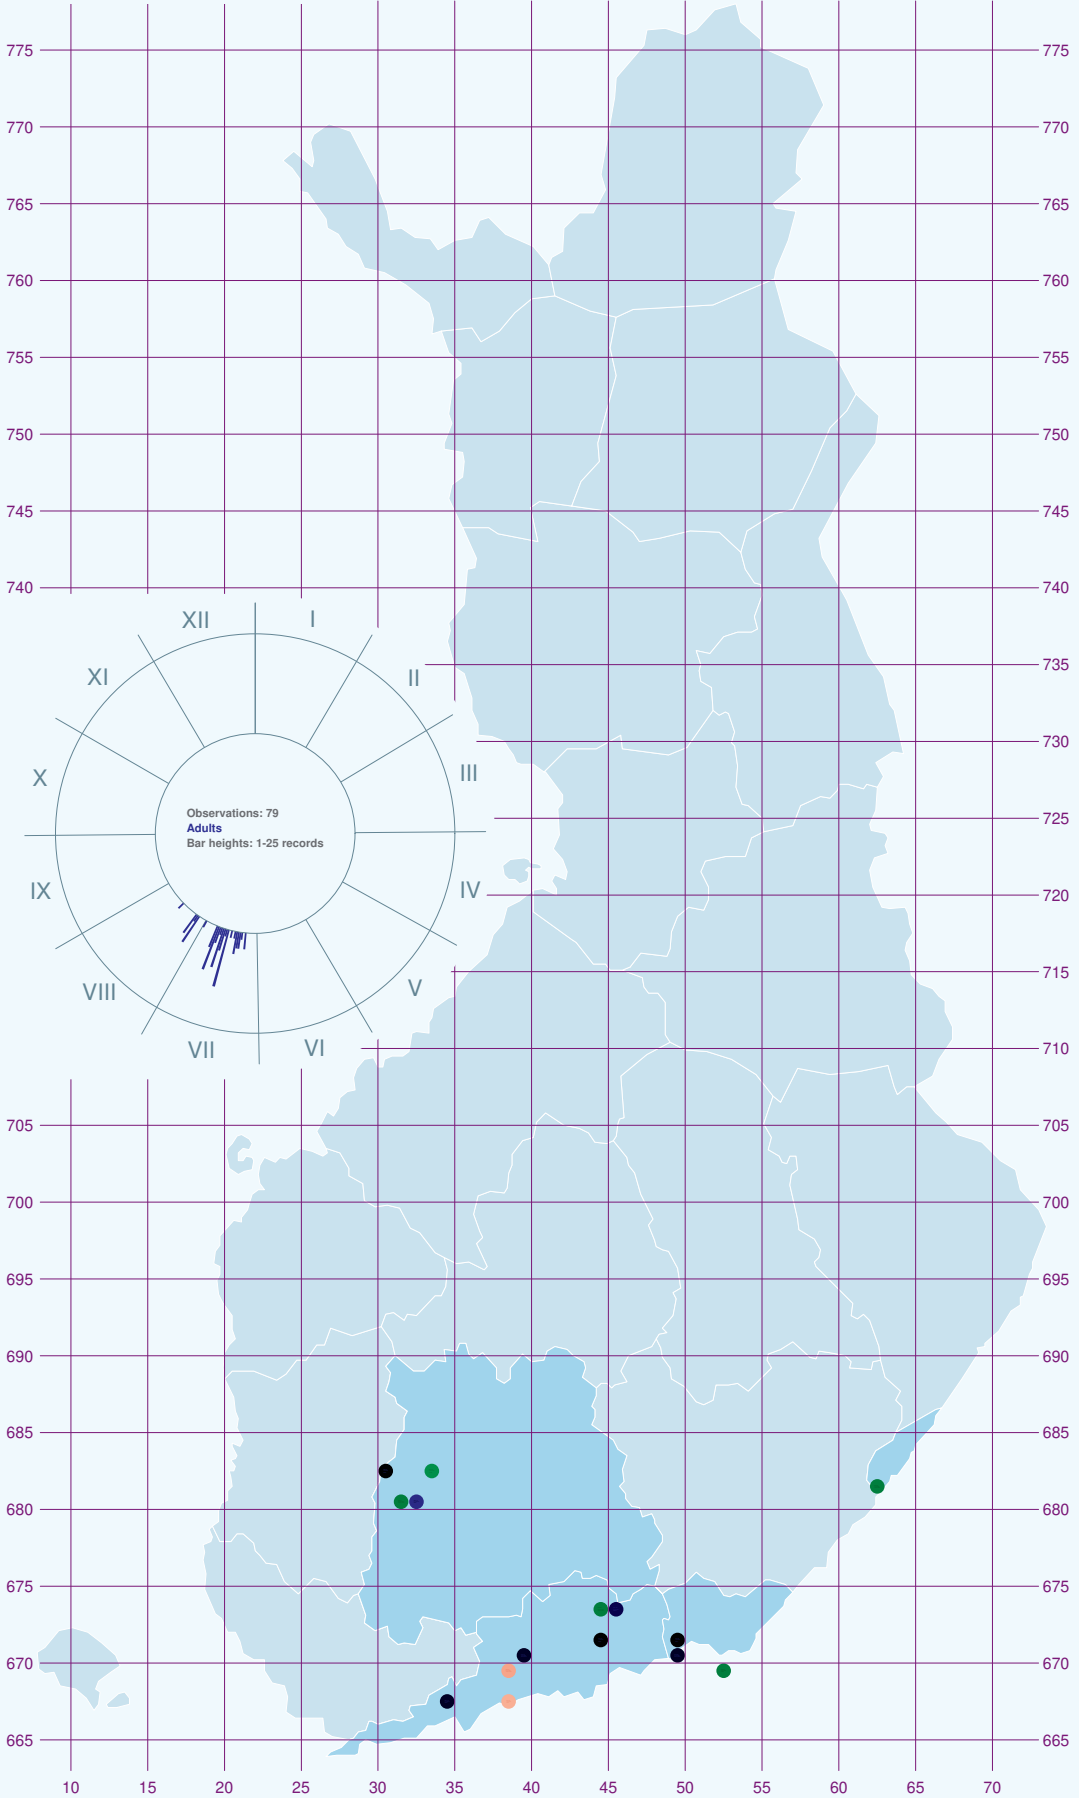 775 775
770 770
765 765
760 760
755 755
750 750
745 745
740 740
XII I
735
XI II
730
X III
Observations: 79
Adults
Bar heights: 1-25 records
725
IX IV
720
VIII V
715
VII VI
710
705 705
700 700
695 695
690 690
685 685
680 680
675 675
670 670
665 665
10 15 20 25 30 35 40 45 50 55 60 65 70